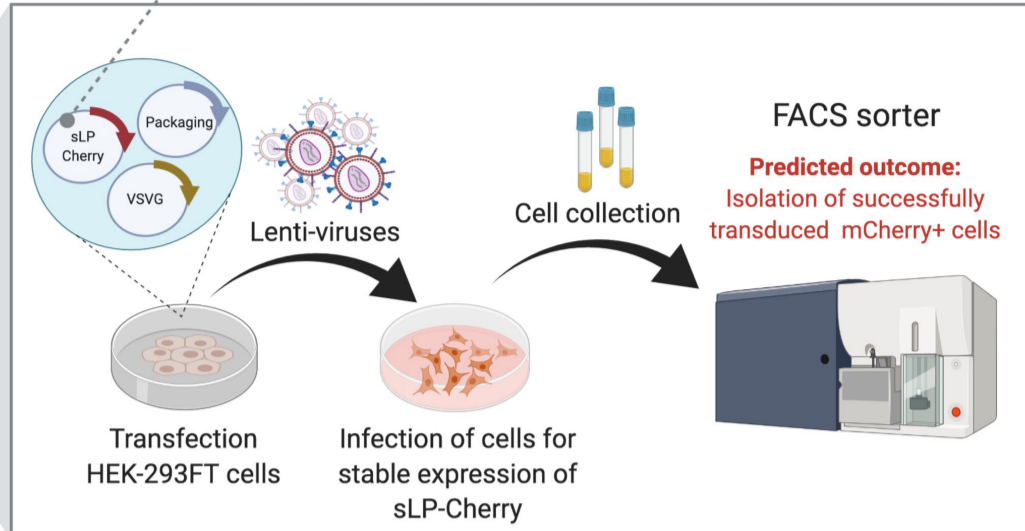 sLP
Cherry
Packaging
VSVG
Lenti-viruses
Cell collection
FACS sorter
Predicted outcome:
Isolation of successfully
transduced mCherry+ cells
Transfection
HEK-293FT cells
Infection of cells for
stable expression of
sLP-Cherry